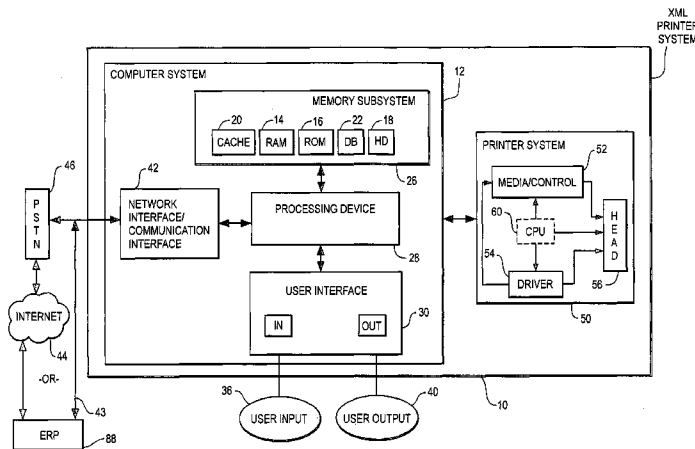 XML
PRINTER
SYSTEM
COMPUTER SYSTEM
12
MEMORY SUBSYSTEM
20
14
16
22
18
CACHE
RAM
ROM
DB
HD
26
PRINTER SYSTEM
52
MEDIA/CONTROL
60
CPU
HEAD
54
DRIVER
56
50
46
PSTN
42
NETWORK
INTERFACE/
COMMUNICATION
INTERFACE
PROCESSING DEVICE
28
USER INTERFACE
IN
OUT
30
INTERNET
44
-OR-
43
36
USER INPUT
40
USER OUTPUT
10
ERP
88